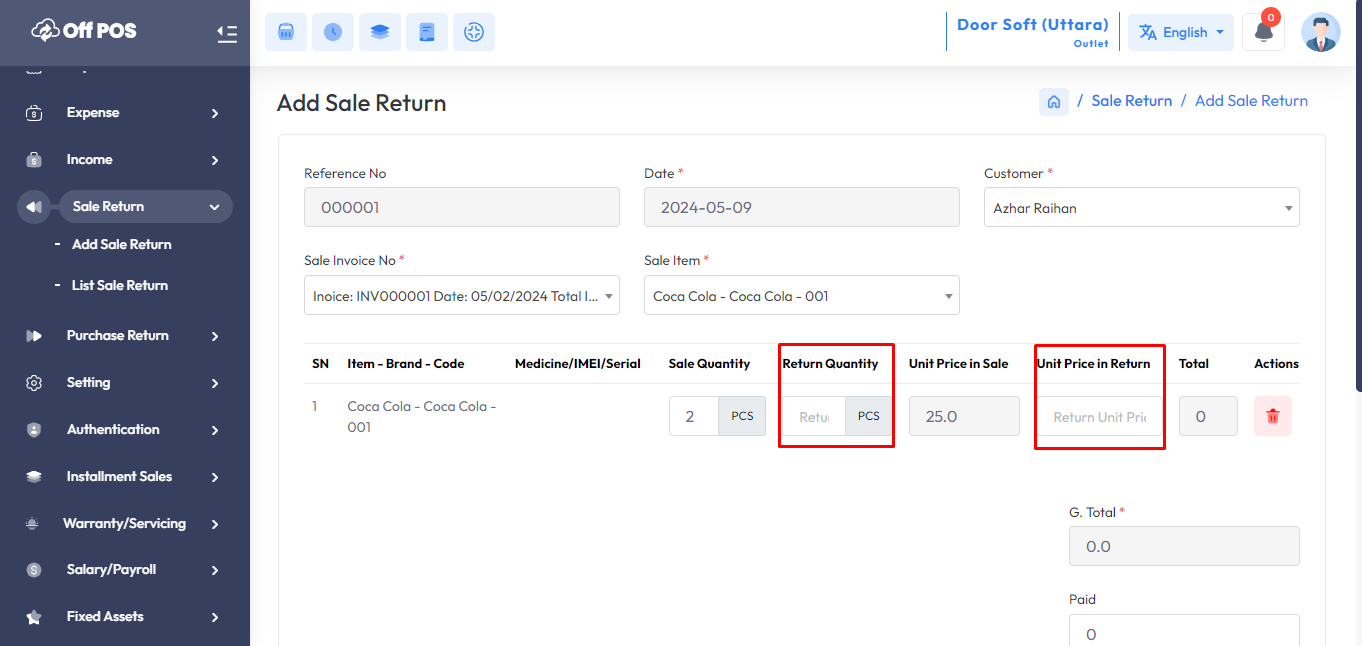 Off POS
Door Soft (Uttara)
Outlet
English
0
Expense
Income
Sale Return
- Add Sale Return
- List Sale Return
Purchase Return
Setting
Authentication
Installment Sales
Warranty/Servicing
Salary/Payroll
Fixed Assets
Add Sale Return
/ Sale Return / Add Sale Return
Reference No
000001
Date *
2024-05-09
Customer *
Azhar Raihan
Sale Invoice No *
Inoice: INV000001 Date: 05/02/2024 Total I...
Sale Item *
Coca Cola - Coca Cola - 001
SN Item - Brand - Code Medicine/IMEI/Serial Sale Quantity Return Quantity Unit Price in Sale Unit Price in Return Total Actions
1 Coca Cola - Coca Cola - 2 PCS Retu PCS 25.0 Return Unit Pric 0
001
G. Total *
0.0
Paid
0